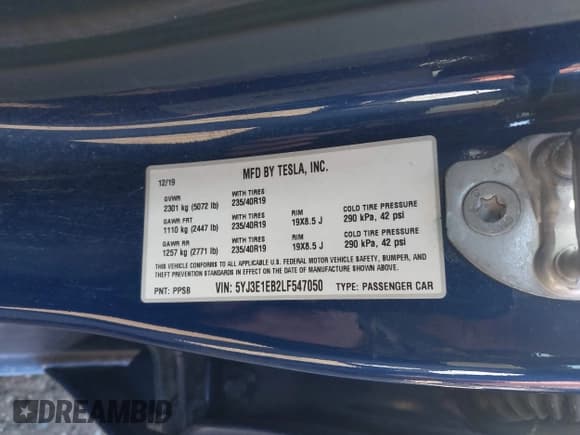 MFD BY TESLA, INC.
12/19
GVWR WITH TIRES
2301 kg (5072 lb) 235/40R19
GAWR FRT WITH TIRES RIM COLD TIRE PRESSURE
1110 kg (2447 lb) 235/40R19 19X8.5 J 290 kPa, 42 psi
GAWR RR WITH TIRES RIM COLD TIRE PRESSURE
1257 kg (2771 lb) 235/40R19 19X8.5 J 290 kPa, 42 psi
THIS VEHICLE CONFORMS TO ALL APPLICABLE U.S. FEDERAL MOTOR VEHICLE SAFETY, BUMPER, AND
THEFT PREVENTION STANDARDS IN EFFECT ON THE DATE OF MANUFACTURE SHOWN ABOVE.
PNT: PPSB VIN: 5YJ3E1EB2LF547050 TYPE: PASSENGER CAR
DREAMBID